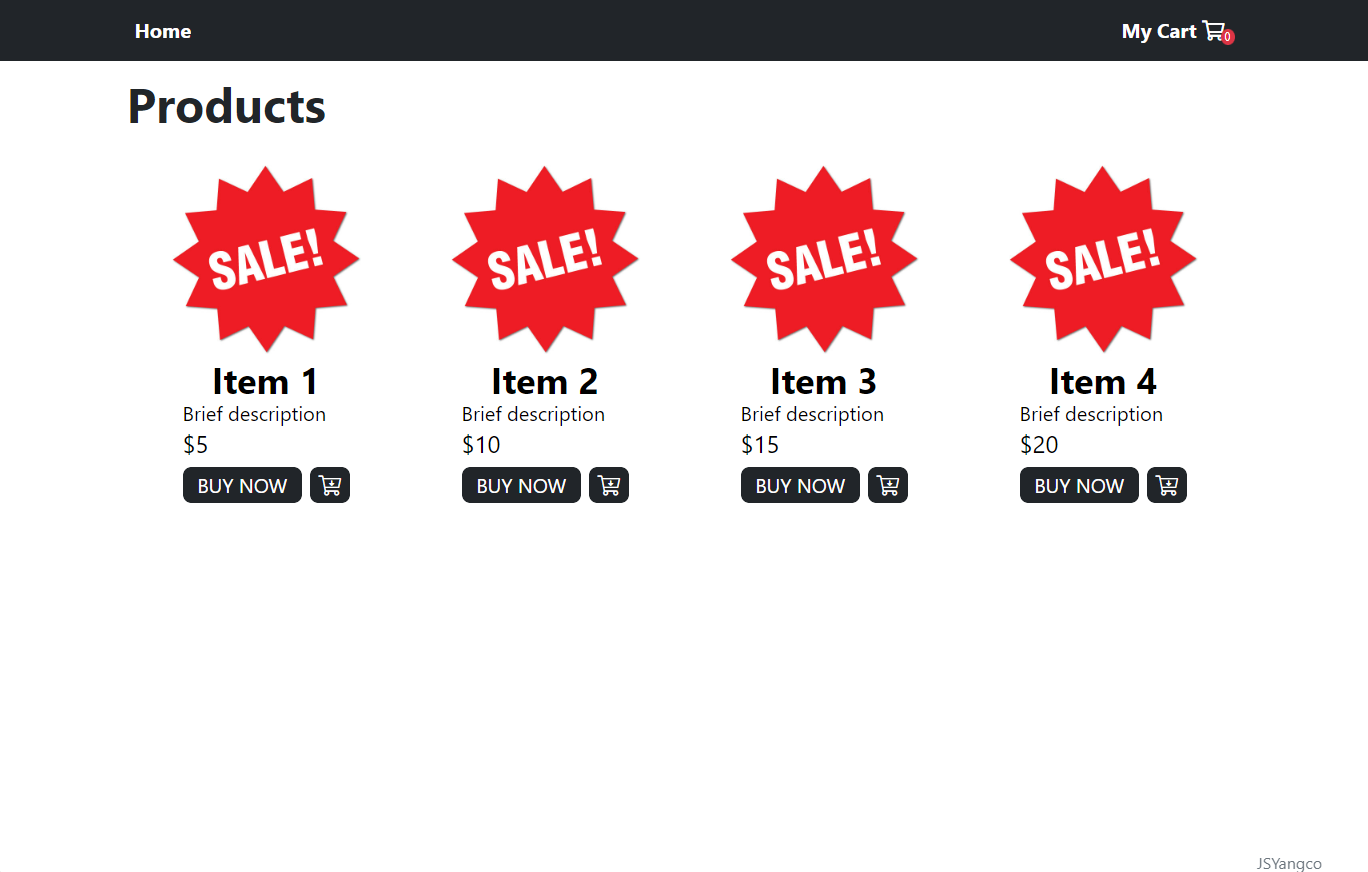 Home
My Cart 0
Products
SALE! SALE! SALE! SALE!
Item 1 Item 2 Item 3 Item 4
Brief description Brief description Brief description Brief description
$5 $10 $15 $20
BUY NOW BUY NOW BUY NOW BUY NOW
JSYangco